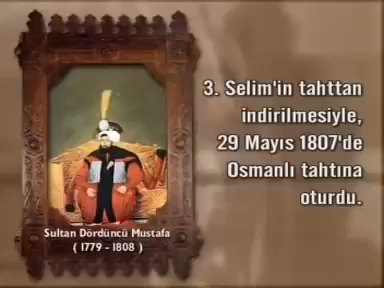 3. Selim'in tahttan
indirilmesiyle,
29 Mayıs 1807'de
Osmanlı tahtına
oturdu.
Sultan Dördüncü Mustafa
( 1779 - 1808 )